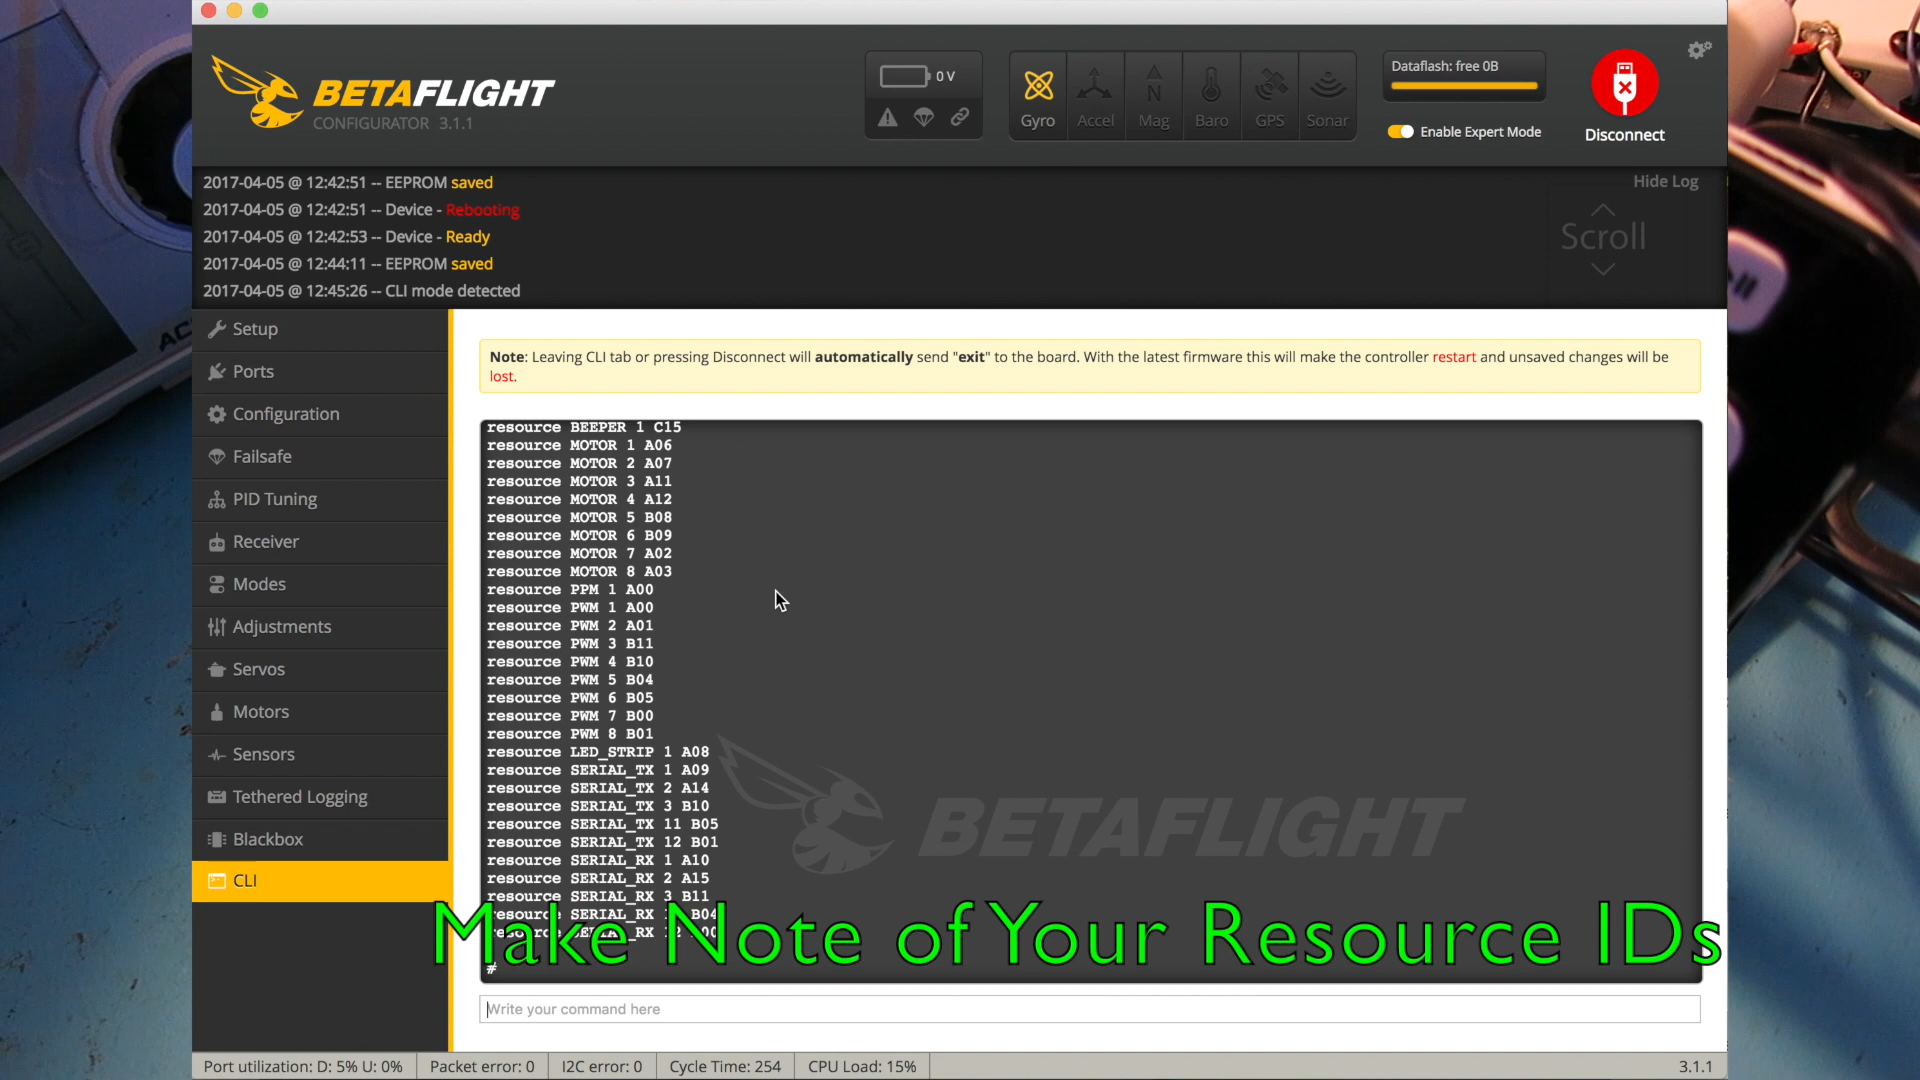 BETAFLIGHT
CONFIGURATOR 3.1.1
0 V
Gyro
Accel
Mag
Baro
GPS
Sonar
Dataflash: free 0B
Enable Expert Mode
Disconnect
2017-04-05 @ 12:42:51 -- EEPROM saved
2017-04-05 @ 12:42:51 -- Device - Rebooting
2017-04-05 @ 12:42:53 -- Device - Ready
2017-04-05 @ 12:44:11 -- EEPROM saved
2017-04-05 @ 12:45:26 -- CLI mode detected
Hide Log
Scroll
Setup
Ports
Configuration
Failsafe
PID Tuning
Receiver
Modes
Adjustments
Servos
Motors
Sensors
Tethered Logging
Blackbox
CLI
Note: Leaving CLI tab or pressing Disconnect will automatically send "exit" to the board. With the latest firmware this will make the controller restart and unsaved changes will be
lost.
resource BEEPER 1 C15
resource MOTOR 1 A06
resource MOTOR 2 A07
resource MOTOR 3 A11
resource MOTOR 4 A12
resource MOTOR 5 B08
resource MOTOR 6 B09
resource MOTOR 7 A02
resource MOTOR 8 A03
resource PPM 1 A00
resource PWM 1 A00
resource PWM 2 A01
resource PWM 3 B11
resource PWM 4 B10
resource PWM 5 B04
resource PWM 6 B05
resource PWM 7 B00
resource PWM 8 B01
resource LED_STRIP 1 A08
resource SERIAL_TX 1 A09
resource SERIAL_TX 2 A14
resource SERIAL_TX 3 B10
resource SERIAL_TX 11 B05
resource SERIAL_TX 12 B01
resource SERIAL_RX 1 A10
resource SERIAL_RX 2 A15
resource SERIAL_RX 3 B11
resource SERIAL_RX B04
resource SERIAL_RX
#
BETAFLIGHT
Make Note of Your Resource IDs
Write your command here
Port utilization: D: 5% U: 0%
Packet error: 0
I2C error: 0
Cycle Time: 254
CPU Load: 15%
3.1.1